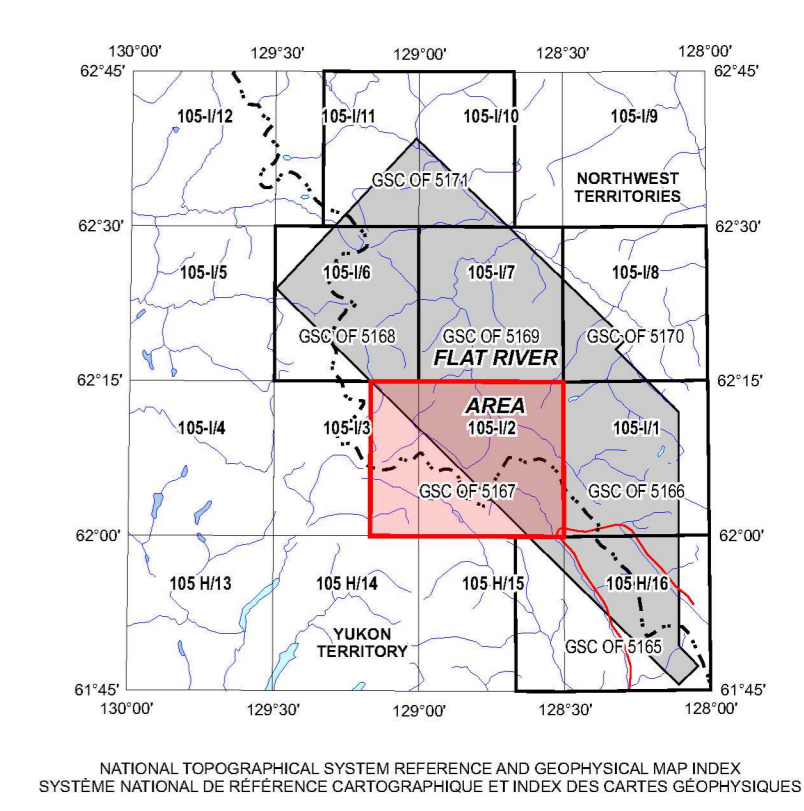 130°00' 129°30' 129°00' 128°30' 128°00'
62°45' 62°45'
105-I/12 105-I/11 105-I/10 105-I/9
GSC OF 5171
NORTHWEST
TERRITORIES
62°30' 62°30'
105-I/5 105-I/6 105-I/7 105-I/8
GSC OF 5168 GSC OF 5169 GSC OF 5170
FLAT RIVER
62°15' 62°15'
AREA
105-I/4 105-I/3 105-I/2 105-I/1
GSC OF 5167 GSC OF 5166
62°00' 62°00'
105 H/13 105 H/14 105 H/15 105 H/16
YUKON
TERRITORY
GSC OF 5165
61°45' 61°45'
130°00' 129°30' 129°00' 128°30' 128°00'
NATIONAL TOPOGRAPHICAL SYSTEM REFERENCE AND GEOPHYSICAL MAP INDEX
SYSTÈME NATIONAL DE RÉFÉRENCE CARTOGRAPHIQUE ET INDEX DES CARTES GÉOPHYSIQUES